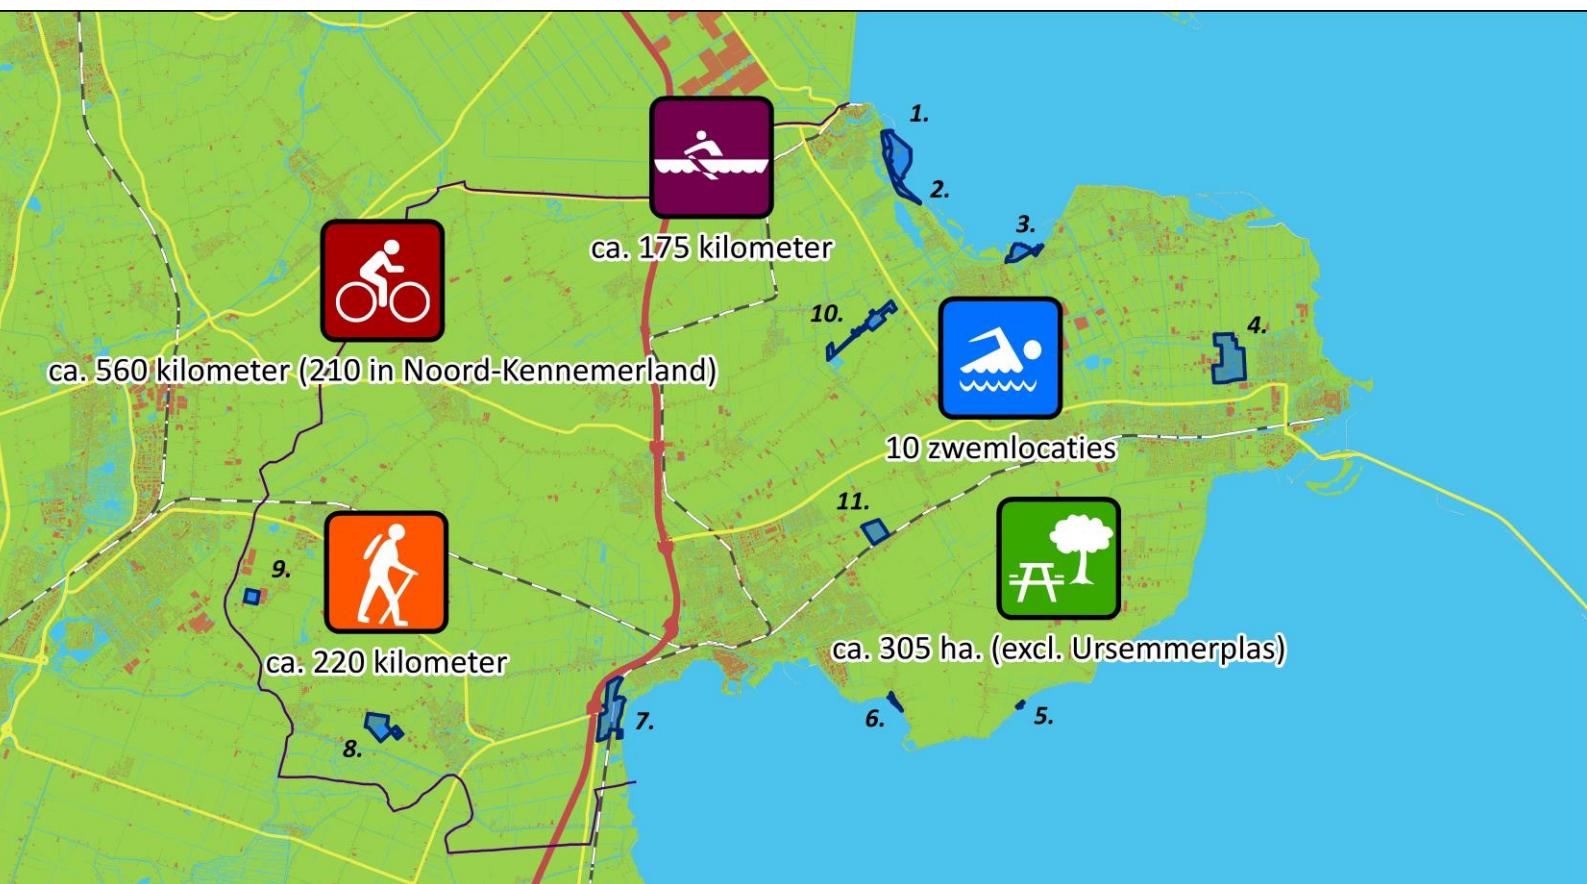 1.
2.
3.
ca. 175 kilometer
10.
4.
ca. 560 kilometer (210 in Noord-Kennemerland)
10 zwemlocaties
11.
9.
ca. 305 ha. (excl. Ursemmerplas)
ca. 220 kilometer
6.
5.
7.
8.